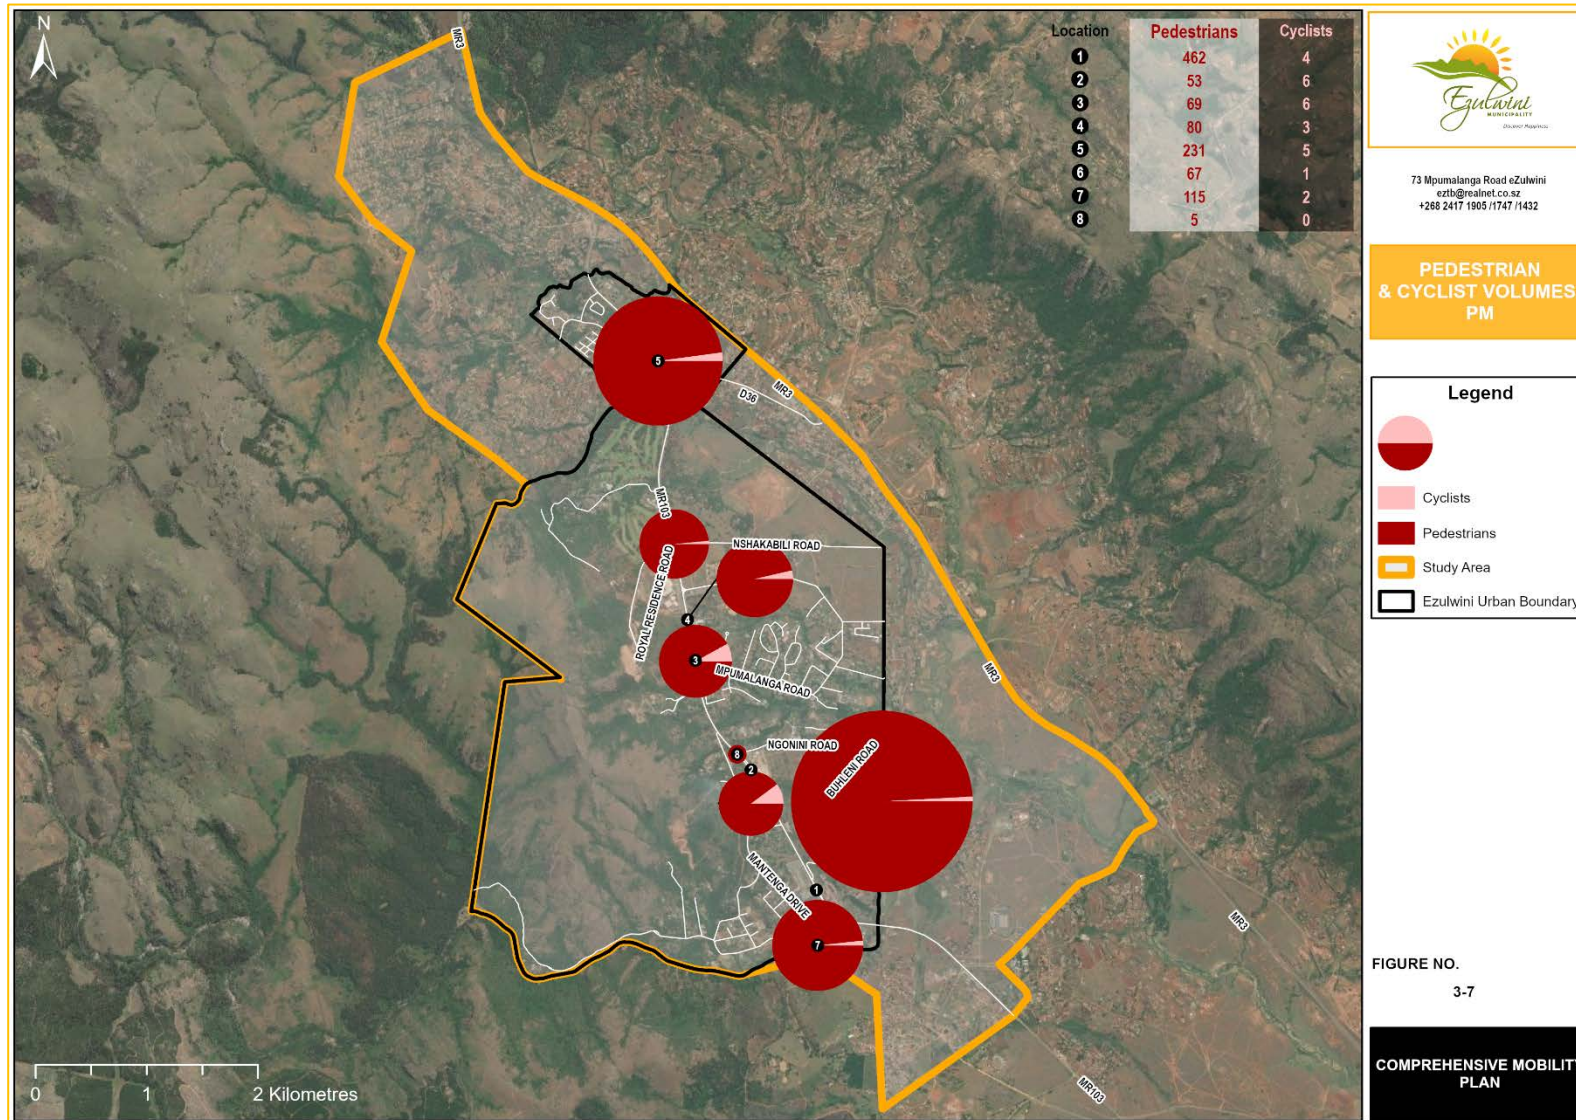 N
Location Pedestrians Cyclists
1 462 4
2 53 6
3 69 6
4 80 3
5 231 5
6 67 1
7 115 2
8 5 0
MR3
5
D36
MR3
MR103
NSHAKABILI ROAD
ROYAL RESIDENCE ROAD
4
3
MPUMALANGA ROAD
MR3
8
NGONINI ROAD
2
BUHLENI ROAD
MANTENGA DRIVE
1
7
MR3
MR103
0 1 2 Kilometres
Ezulwini
MUNICIPALITY
Discover Happiness
73 Mpumalanga Road eZulwini
eztb@realnet.co.sz
+268 2417 1905 /1747 /1432
PEDESTRIAN
& CYCLIST VOLUMES
PM
Legend
Cyclists
Pedestrians
Study Area
Ezulwini Urban Boundary
FIGURE NO.
3-7
COMPREHENSIVE MOBILITY
PLAN